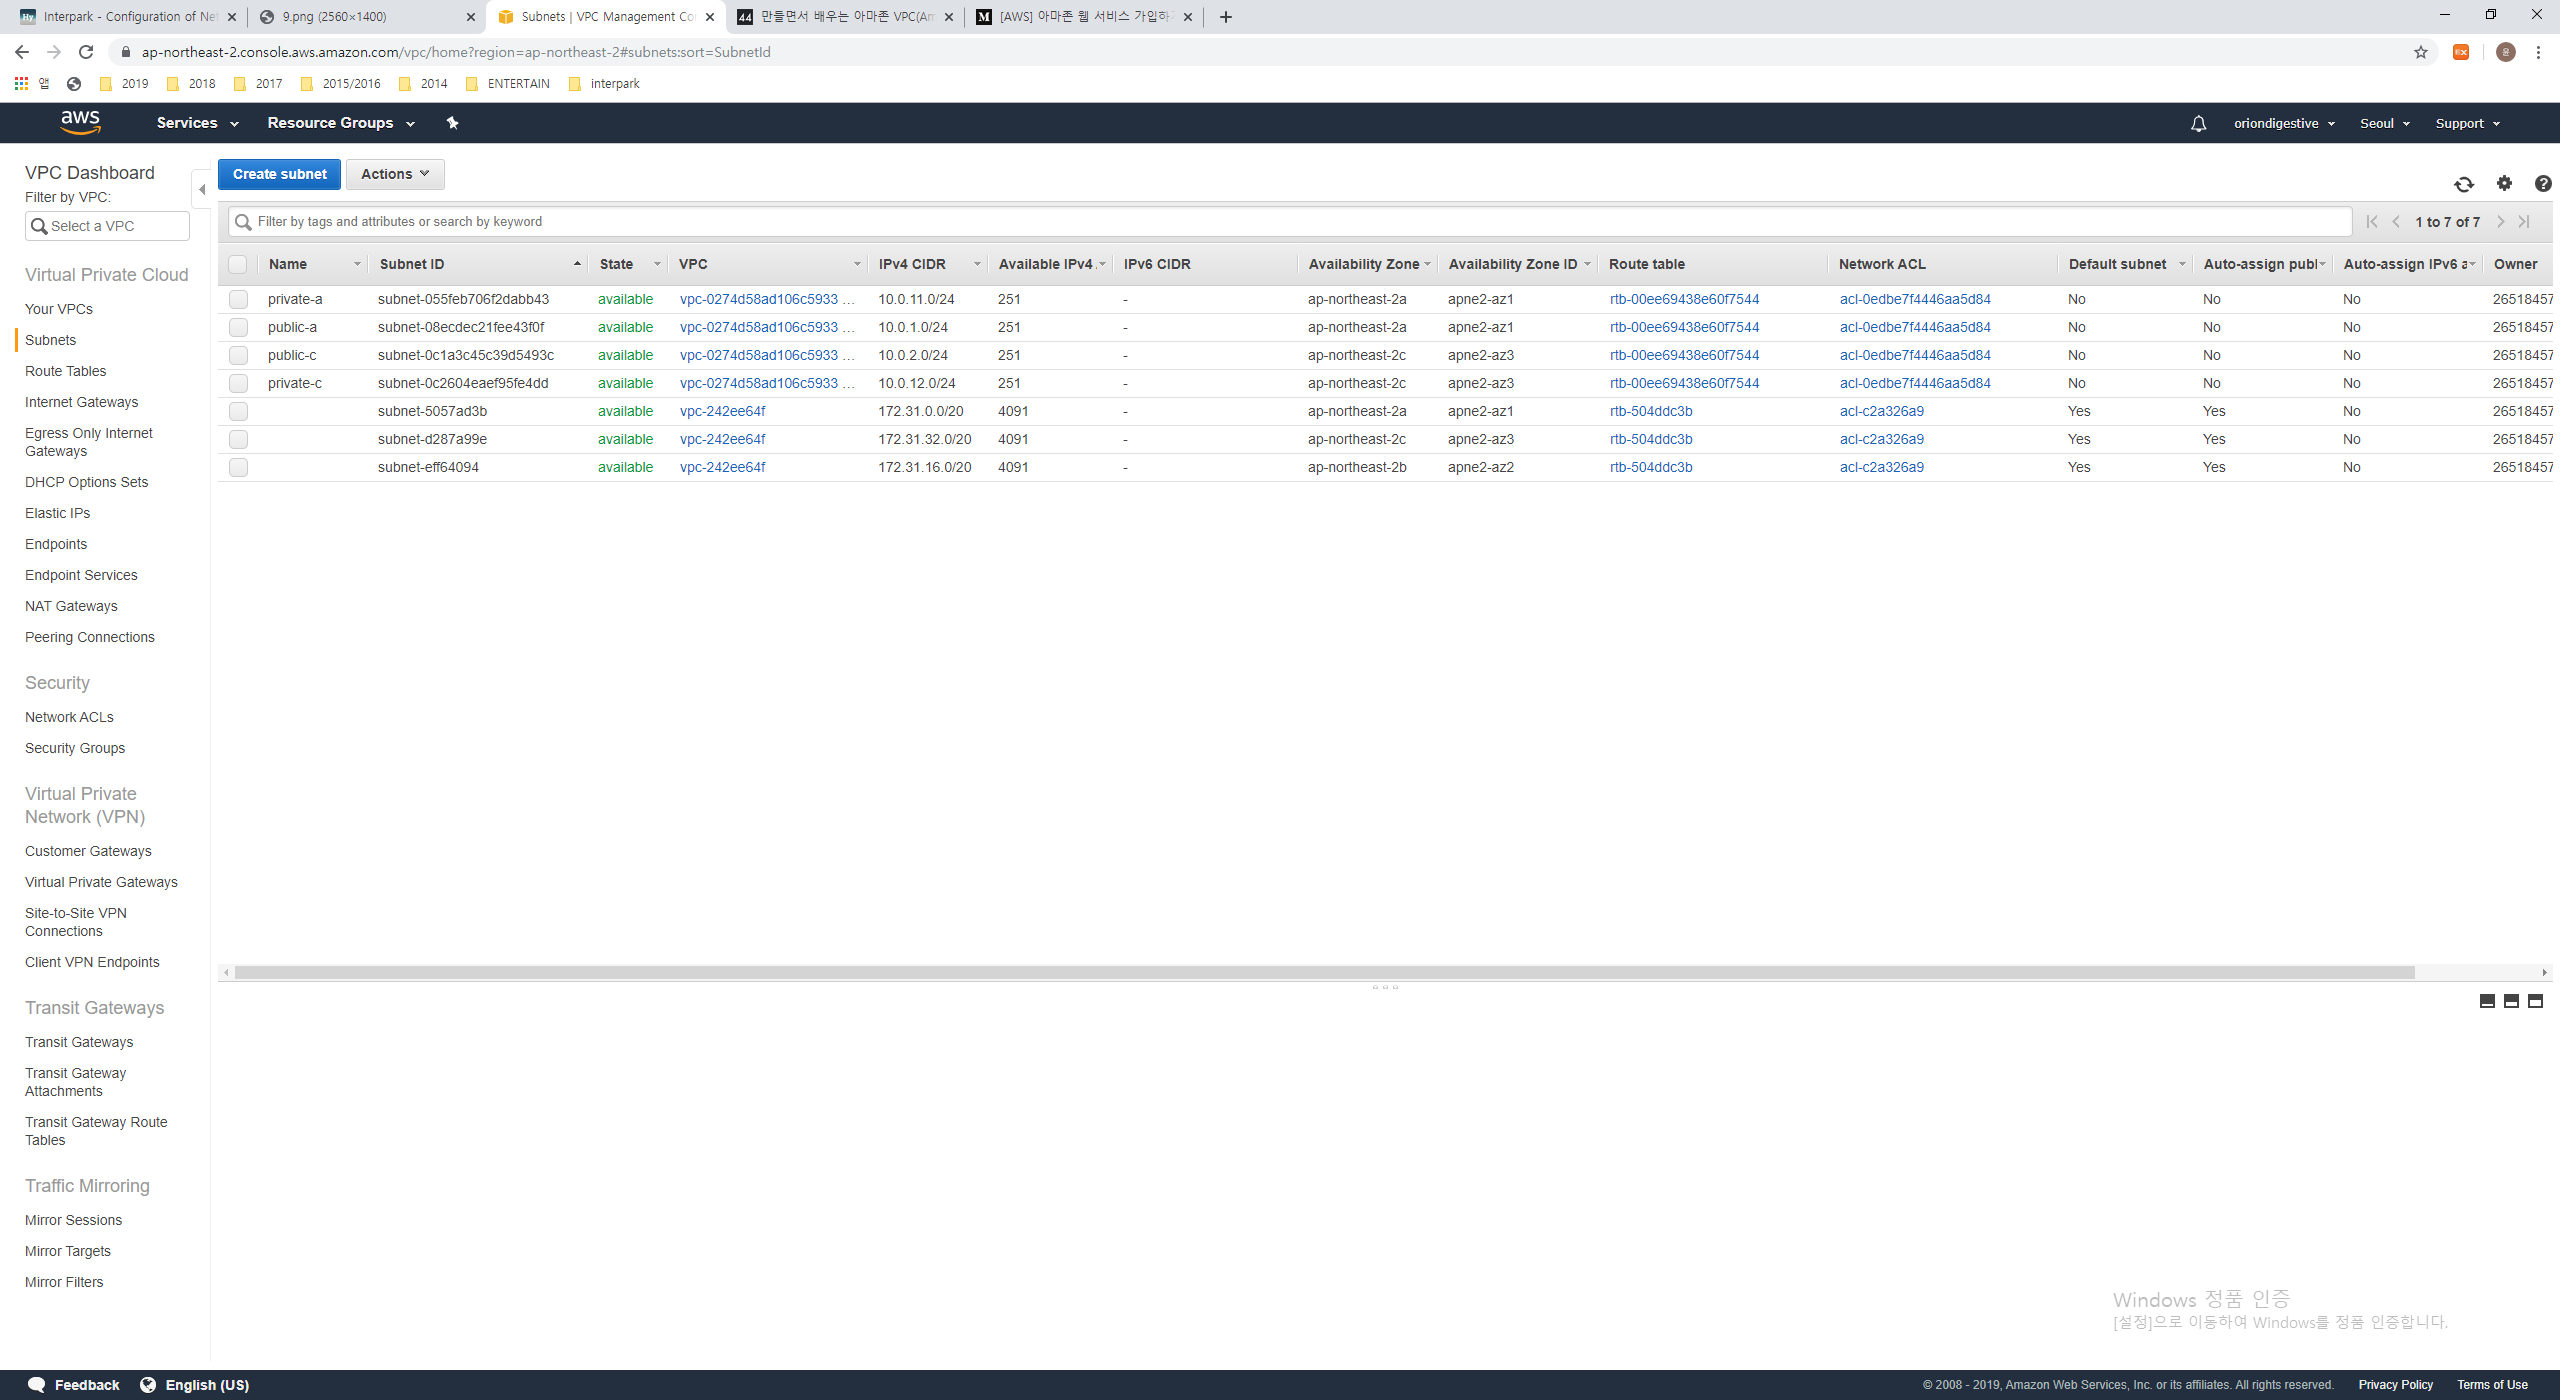 Interpark - Configuration of Net
9.png (2560×1400)
Subnets | VPC Management Co
만들면서 배우는 아마존 VPC(Am
[AWS] 아마존 웹 서비스 가입하기
ap-northeast-2.console.aws.amazon.com/vpc/home?region=ap-northeast-2#subnets:sort=SubnetId
앱 2019 2018 2017 2015/2016 2014 ENTERTAIN interpark
aws Services Resource Groups oriondigestive Seoul Support
VPC Dashboard
Filter by VPC:
Select a VPC
Virtual Private Cloud
Your VPCs
Subnets
Route Tables
Internet Gateways
Egress Only Internet
Gateways
DHCP Options Sets
Elastic IPs
Endpoints
Endpoint Services
NAT Gateways
Peering Connections
Security
Network ACLs
Security Groups
Virtual Private
Network (VPN)
Customer Gateways
Virtual Private Gateways
Site-to-Site VPN
Connections
Client VPN Endpoints
Transit Gateways
Transit Gateways
Transit Gateway
Attachments
Transit Gateway Route
Tables
Traffic Mirroring
Mirror Sessions
Mirror Targets
Mirror Filters
Create subnet Actions
Filter by tags and attributes or search by keyword
1 to 7 of 7
Name Subnet ID State VPC IPv4 CIDR Available IPv4 IPv6 CIDR Availability Zone Availability Zone ID Route table Network ACL Default subnet Auto-assign publ Auto-assign IPv6 a Owner
private-a subnet-055feb706f2dabb43 available vpc-0274d58ad106c5933 ... 10.0.11.0/24 251 - ap-northeast-2a apne2-az1 rtb-00ee69438e60f7544 acl-0edbe7f4446aa5d84 No No No 26518457
public-a subnet-08ecdec21fee43f0f available vpc-0274d58ad106c5933 ... 10.0.1.0/24 251 - ap-northeast-2a apne2-az1 rtb-00ee69438e60f7544 acl-0edbe7f4446aa5d84 No No No 26518457
public-c subnet-0c1a3c45c39d5493c available vpc-0274d58ad106c5933 ... 10.0.2.0/24 251 - ap-northeast-2c apne2-az3 rtb-00ee69438e60f7544 acl-0edbe7f4446aa5d84 No No No 26518457
private-c subnet-0c2604eaef95fe4dd available vpc-0274d58ad106c5933 ... 10.0.12.0/24 251 - ap-northeast-2c apne2-az3 rtb-00ee69438e60f7544 acl-0edbe7f4446aa5d84 No No No 26518457
subnet-5057ad3b available vpc-242ee64f 172.31.0.0/20 4091 - ap-northeast-2a apne2-az1 rtb-504ddc3b acl-c2a326a9 Yes Yes No 26518457
subnet-d287a99e available vpc-242ee64f 172.31.32.0/20 4091 - ap-northeast-2c apne2-az3 rtb-504ddc3b acl-c2a326a9 Yes Yes No 26518457
subnet-eff64094 available vpc-242ee64f 172.31.16.0/20 4091 - ap-northeast-2b apne2-az2 rtb-504ddc3b acl-c2a326a9 Yes Yes No 26518457
Windows 정품 인증
[설정]으로 이동하여 Windows를 정품 인증합니다.
Feedback English (US) © 2008 - 2019, Amazon Web Services, Inc. or its affiliates. All rights reserved. Privacy Policy Terms of Use